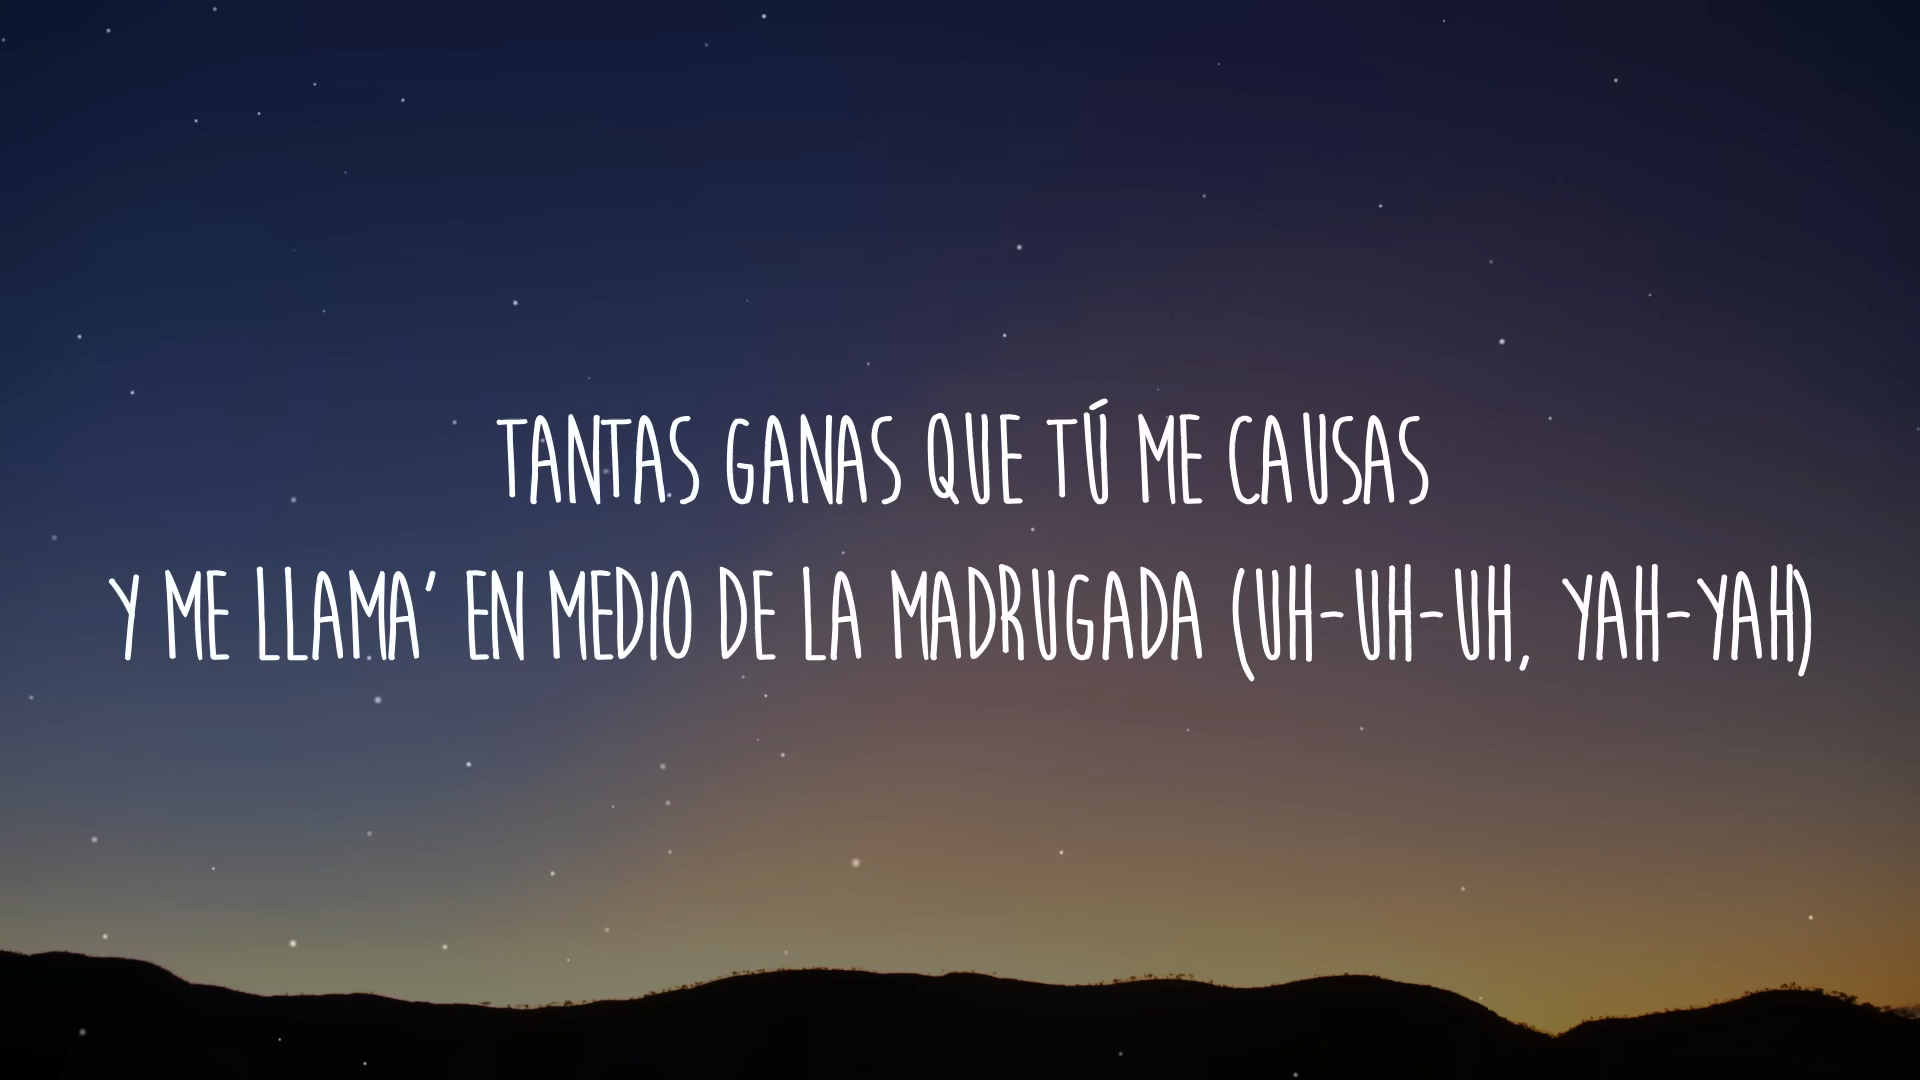 TANTAS GANAS QUE TÚ ME CAUSAS
Y ME LLAMA' EN MEDIO DE LA MADRUGADA (UH-UH-UH, YAH-YAH)